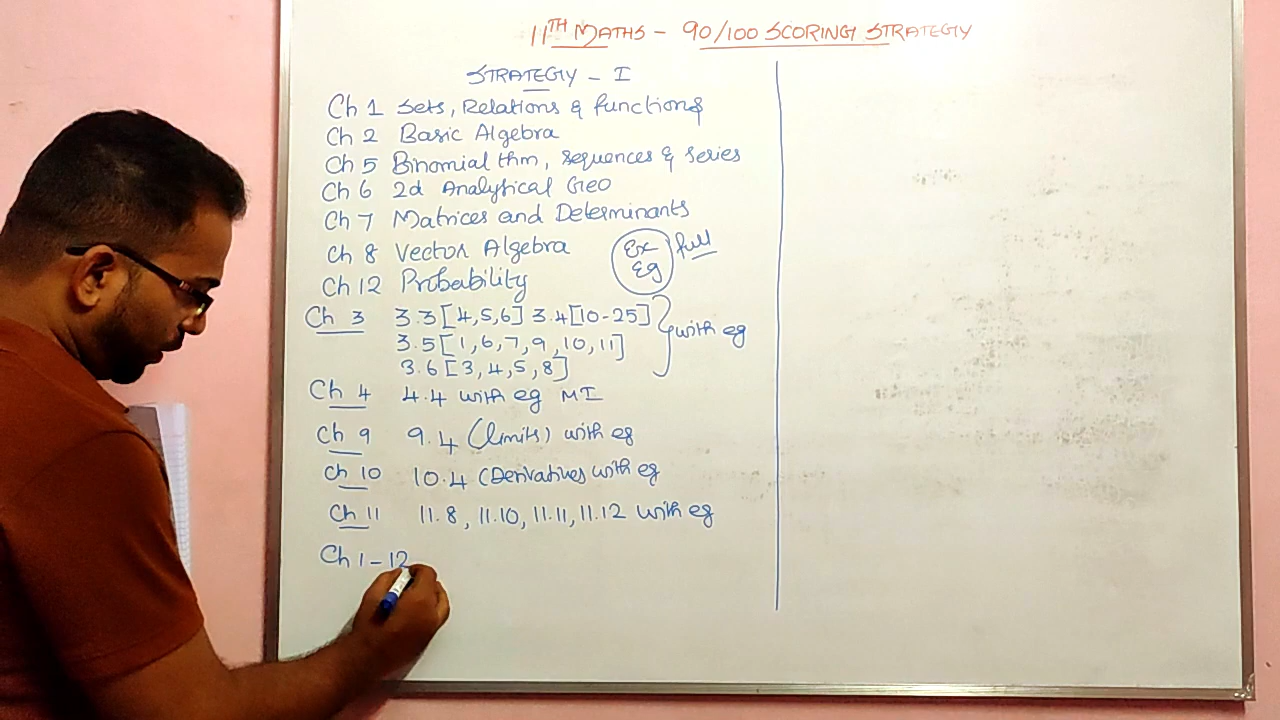 11TH MATHS - 90/100 SCORING STRATEGY
STRATEGY - I
Ch 1 Sets, Relations & functions
Ch 2 Basic Algebra
Ch 5 Binomial thm, sequences & series
Ch 6 2d Analytical Geo
Ch 7 Matrices and Determinants
Ch 8 Vector Algebra
Ex Eg full
Ch 12 Probability
Ch 3 3.3 [4,5,6] 3.4 [10-25]
3.5 [1,6,7,9,10,11]
3.6 [3,4,5,8]
} with eg
Ch 4 4.4 with eg MI
Ch 9 9.4 (limits) with eg
Ch 10 10.4 (Derivatives with eg
Ch 11 11.8, 11.10, 11.11, 11.12 with eg
Ch 1 - 12